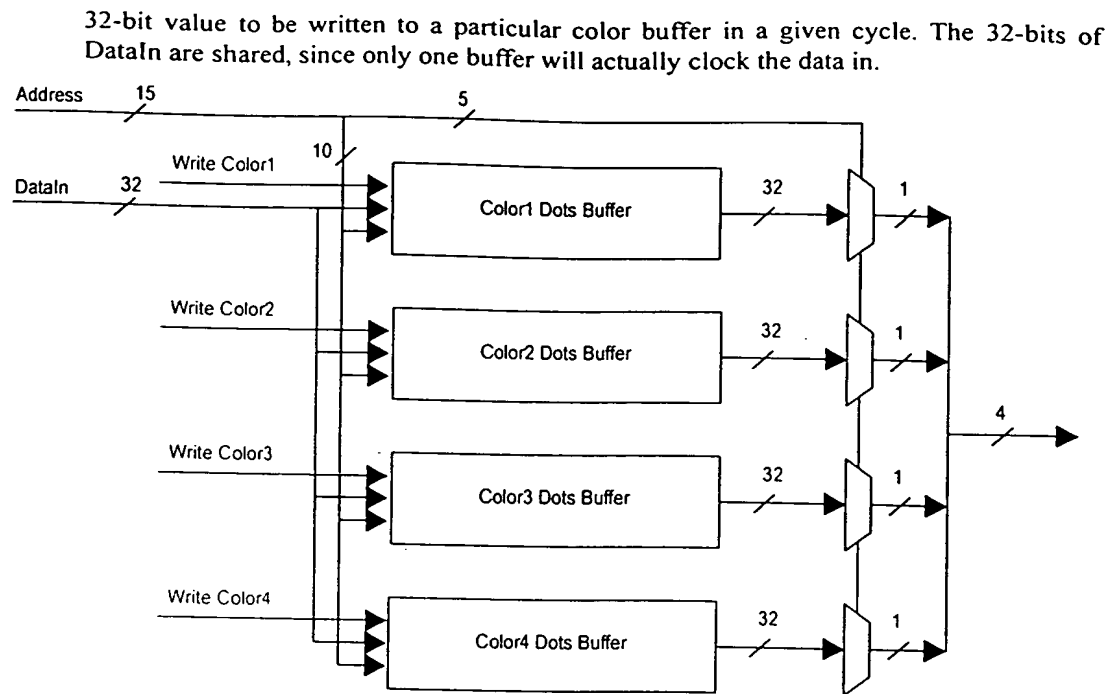 32-bit value to be written to a particular color buffer in a given cycle. The 32-bits of
DataIn are shared, since only one buffer will actually clock the data in.
Address 15 5
10
Write Color1
DataIn 32
Color1 Dots Buffer
32
1
Write Color2
Color2 Dots Buffer
32
1
4
Write Color3
Color3 Dots Buffer
32
1
Write Color4
Color4 Dots Buffer
32
1